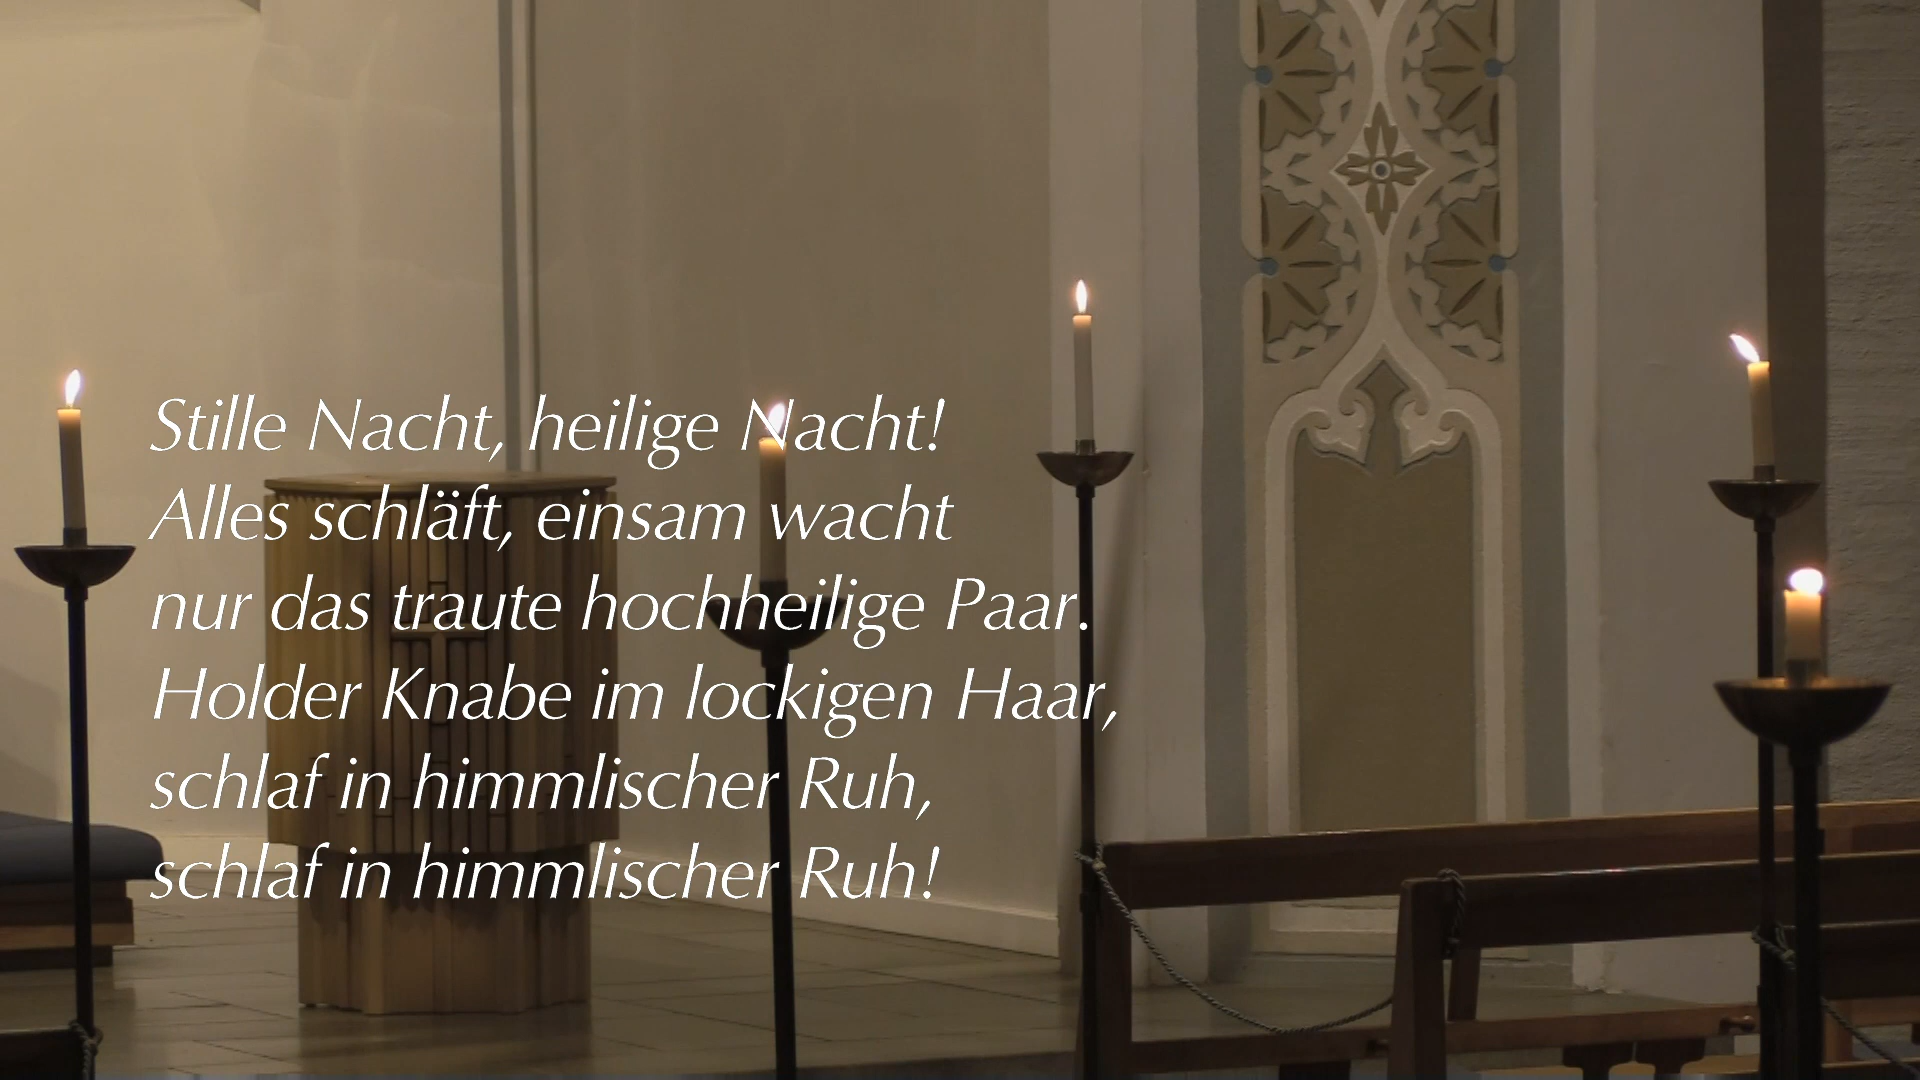 Stille Nacht, heilige Nacht!
Alles schläft, einsam wacht
nur das traute hochheilige Paar.
Holder Knabe im lockigen Haar,
schlaf in himmlischer Ruh,
schlaf in himmlischer Ruh!